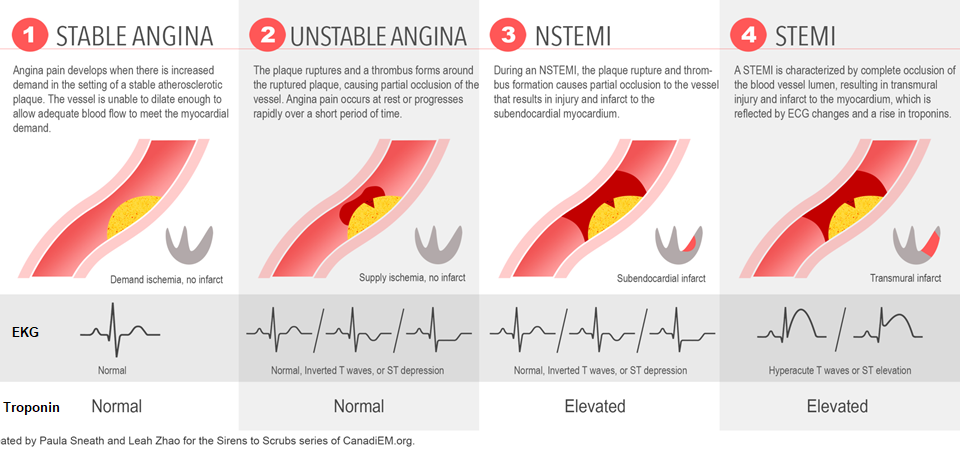 1 STABLE ANGINA
Angina pain develops when there is increased
demand in the setting of a stable atherosclerotic
plaque. The vessel is unable to dilate enough to
allow adequate blood flow to meet the myocardial
demand.
Demand ischemia, no infarct
2 UNSTABLE ANGINA
The plaque ruptures and a thrombus forms around
the ruptured plaque, causing partial occlusion of the
vessel. Angina pain occurs at rest or progresses
rapidly over a short period of time.
Supply ischemia, no infarct
3 NSTEMI
During an NSTEMI, the plaque rupture and throm-
bus formation causes partial occlusion to the vessel
that results in injury and infarct to the
subendocardial myocardium.
Subendocardial infarct
4 STEMI
A STEMI is characterized by complete occlusion of
the blood vessel lumen, resulting in transmural
injury and infarct to the myocardium, which is
reflected by ECG changes and a rise in troponins.
Transmural infarct
EKG
Normal
Normal, Inverted T waves, or ST depression
Normal, Inverted T waves, or ST depression
Hyperacute T waves or ST elevation
Troponin
Normal
Normal
Elevated
Elevated
ated by Paula Sneath and Leah Zhao for the Sirens to Scrubs series of CanadiEM.org.